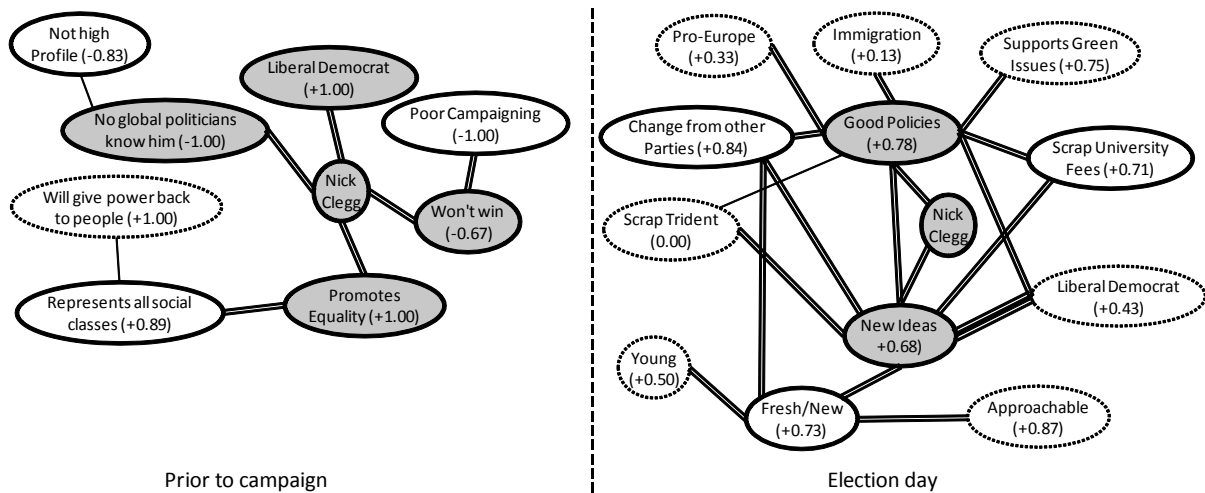 Not high
Profile (-0.83)
Liberal Democrat
(+1.00)
No global politicians
know him (-1.00)
Poor Campaigning
(-1.00)
Nick
Clegg
Will give power back
to people (+1.00)
Won't win
(-0.67)
Represents all social
classes (+0.89)
Promotes
Equality (+1.00)
Prior to campaign
Pro-Europe
(+0.33)
Immigration
(+0.13)
Supports Green
Issues (+0.75)
Change from other
Parties (+0.84)
Good Policies
(+0.78)
Scrap University
Fees (+0.71)
Scrap Trident
(0.00)
Nick
Clegg
Liberal Democrat
(+0.43)
New Ideas
+0.68)
Young
(+0.50)
Fresh/New
(+0.73)
Approachable
(+0.87)
Election day